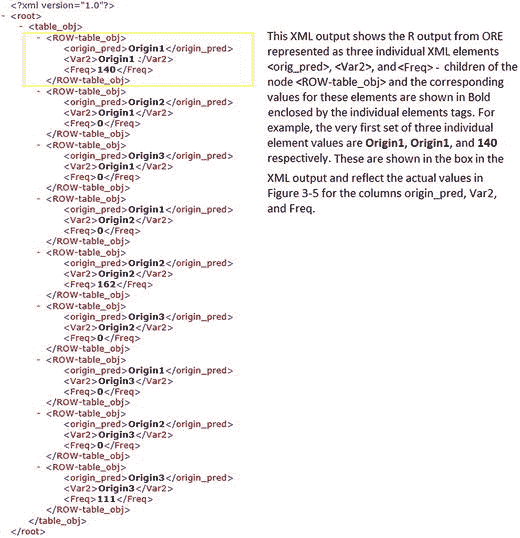 <?xml version="1.0"?>
- <root>
- <table_obj>
- <ROW-table_obj>
<origin_pred>Origin1</origin_pred>
<Var2>Origin1</Var2>
<Freq>140</Freq>
</ROW-table_obj>
- <ROW-table_obj>
<origin_pred>Origin2</origin_pred>
<Var2>Origin1</Var2>
<Freq>0</Freq>
</ROW-table_obj>
- <ROW-table_obj>
<origin_pred>Origin3</origin_pred>
<Var2>Origin1</Var2>
<Freq>0</Freq>
</ROW-table_obj>
- <ROW-table_obj>
<origin_pred>Origin1</origin_pred>
<Var2>Origin2</Var2>
<Freq>0</Freq>
</ROW-table_obj>
- <ROW-table_obj>
<origin_pred>Origin2</origin_pred>
<Var2>Origin2</Var2>
<Freq>162</Freq>
</ROW-table_obj>
- <ROW-table_obj>
<origin_pred>Origin3</origin_pred>
<Var2>Origin2</Var2>
<Freq>0</Freq>
</ROW-table_obj>
- <ROW-table_obj>
<origin_pred>Origin1</origin_pred>
<Var2>Origin3</Var2>
<Freq>0</Freq>
</ROW-table_obj>
- <ROW-table_obj>
<origin_pred>Origin2</origin_pred>
<Var2>Origin3</Var2>
<Freq>0</Freq>
</ROW-table_obj>
- <ROW-table_obj>
<origin_pred>Origin3</origin_pred>
<Var2>Origin3</Var2>
<Freq>111</Freq>
</ROW-table_obj>
</table_obj>
</root>
This XML output shows the R output from ORE
represented as three individual XML elements
<orig_pred>, <Var2>, and <Freq> - children of the
node <ROW-table_obj> and the corresponding
values for these elements are shown in Bold
enclosed by the individual elements tags. For
example, the very first set of three individual
element values are Origin1, Origin1, and 140
respectively. These are shown in the box in the
XML output and reflect the actual values in
Figure 3-5 for the columns origin_pred, Var2,
and Freq.